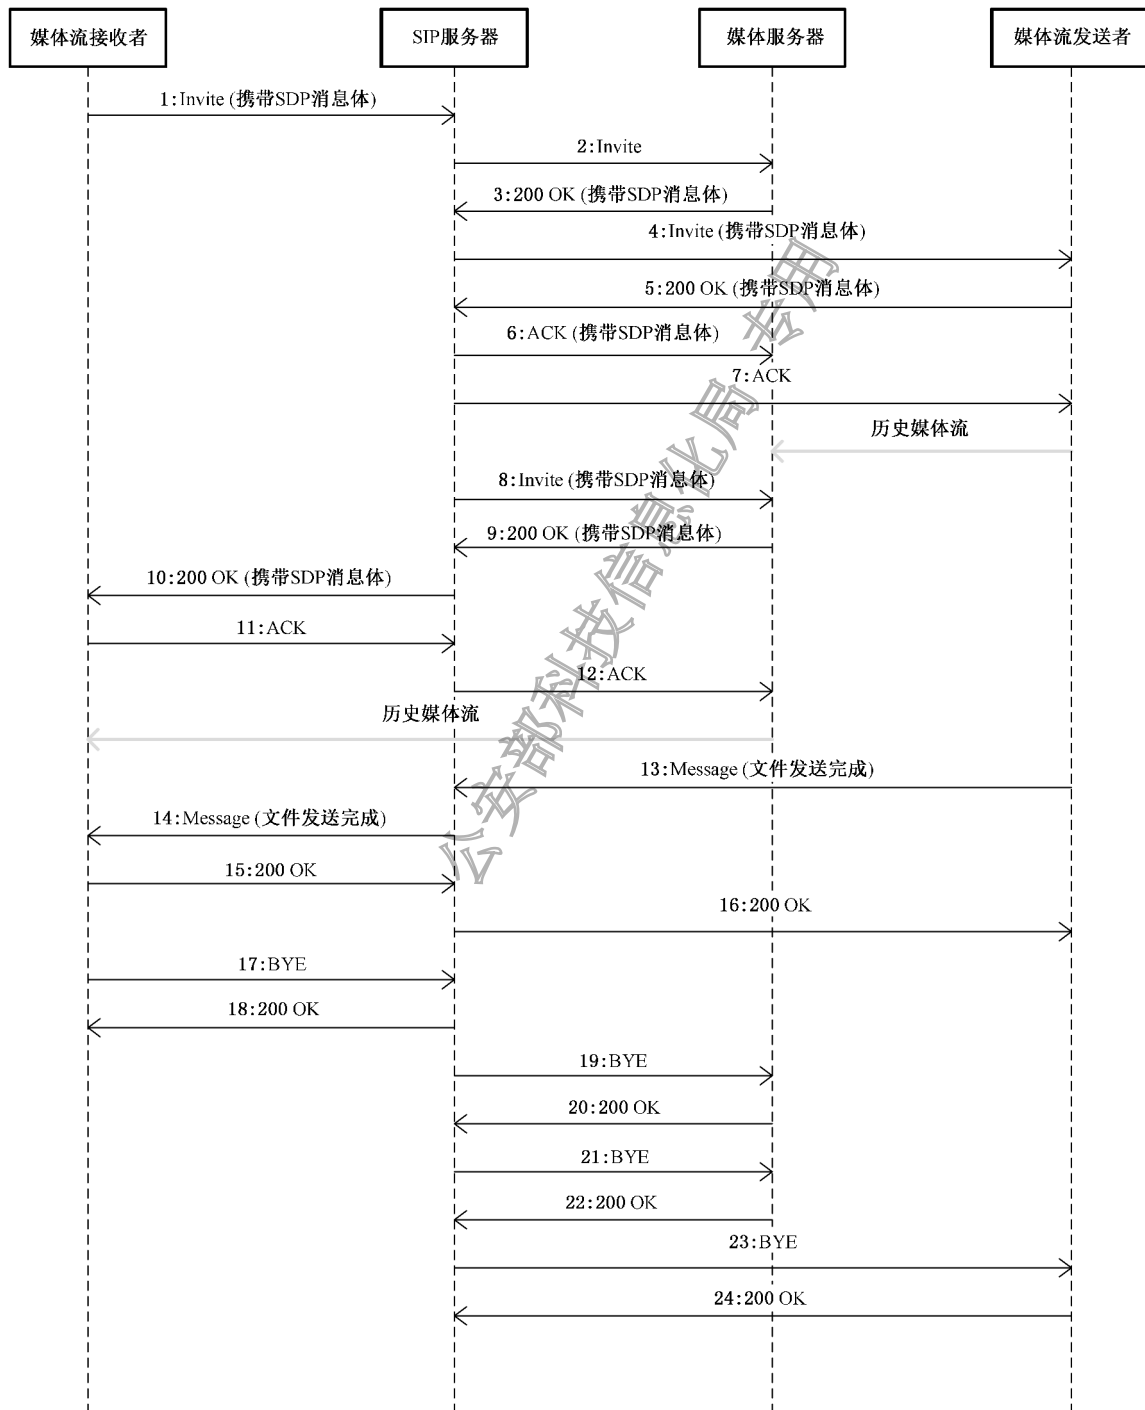 媒体流接收者
SIP服务器
媒体服务器
媒体流发送者
1:Invite (携带SDP消息体)
2:Invite
3:200 OK (携带SDP消息体)
4:Invite (携带SDP消息体)
5:200 OK (携带SDP消息体)
6:ACK (携带SDP消息体)
7:ACK
历史媒体流
8:Invite (携带SDP消息体)
9:200 OK (携带SDP消息体)
10:200 OK (携带SDP消息体)
11:ACK
12:ACK
历史媒体流
13:Message (文件发送完成)
14:Message (文件发送完成)
15:200 OK
16:200 OK
17:BYE
18:200 OK
19:BYE
20:200 OK
21:BYE
22:200 OK
23:BYE
24:200 OK
公安部科技信息化局 专用